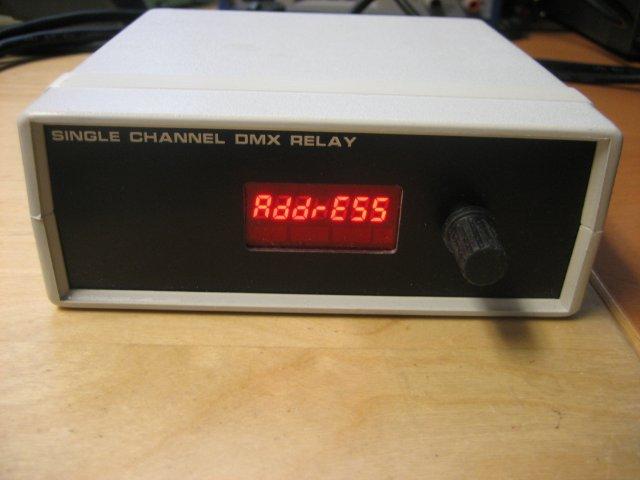 SINGLE CHANNEL DMX RELAY
AddrESS